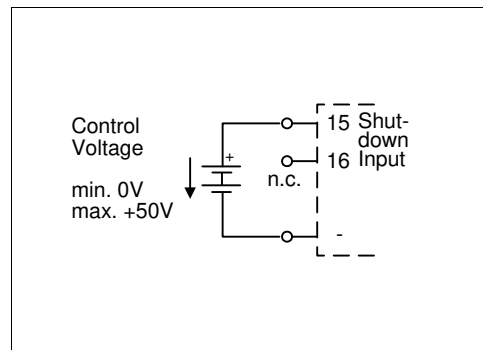 Control
Voltage
min. 0V
max. +50V
+
n.c.
15 Shut-
down
16 Input
-